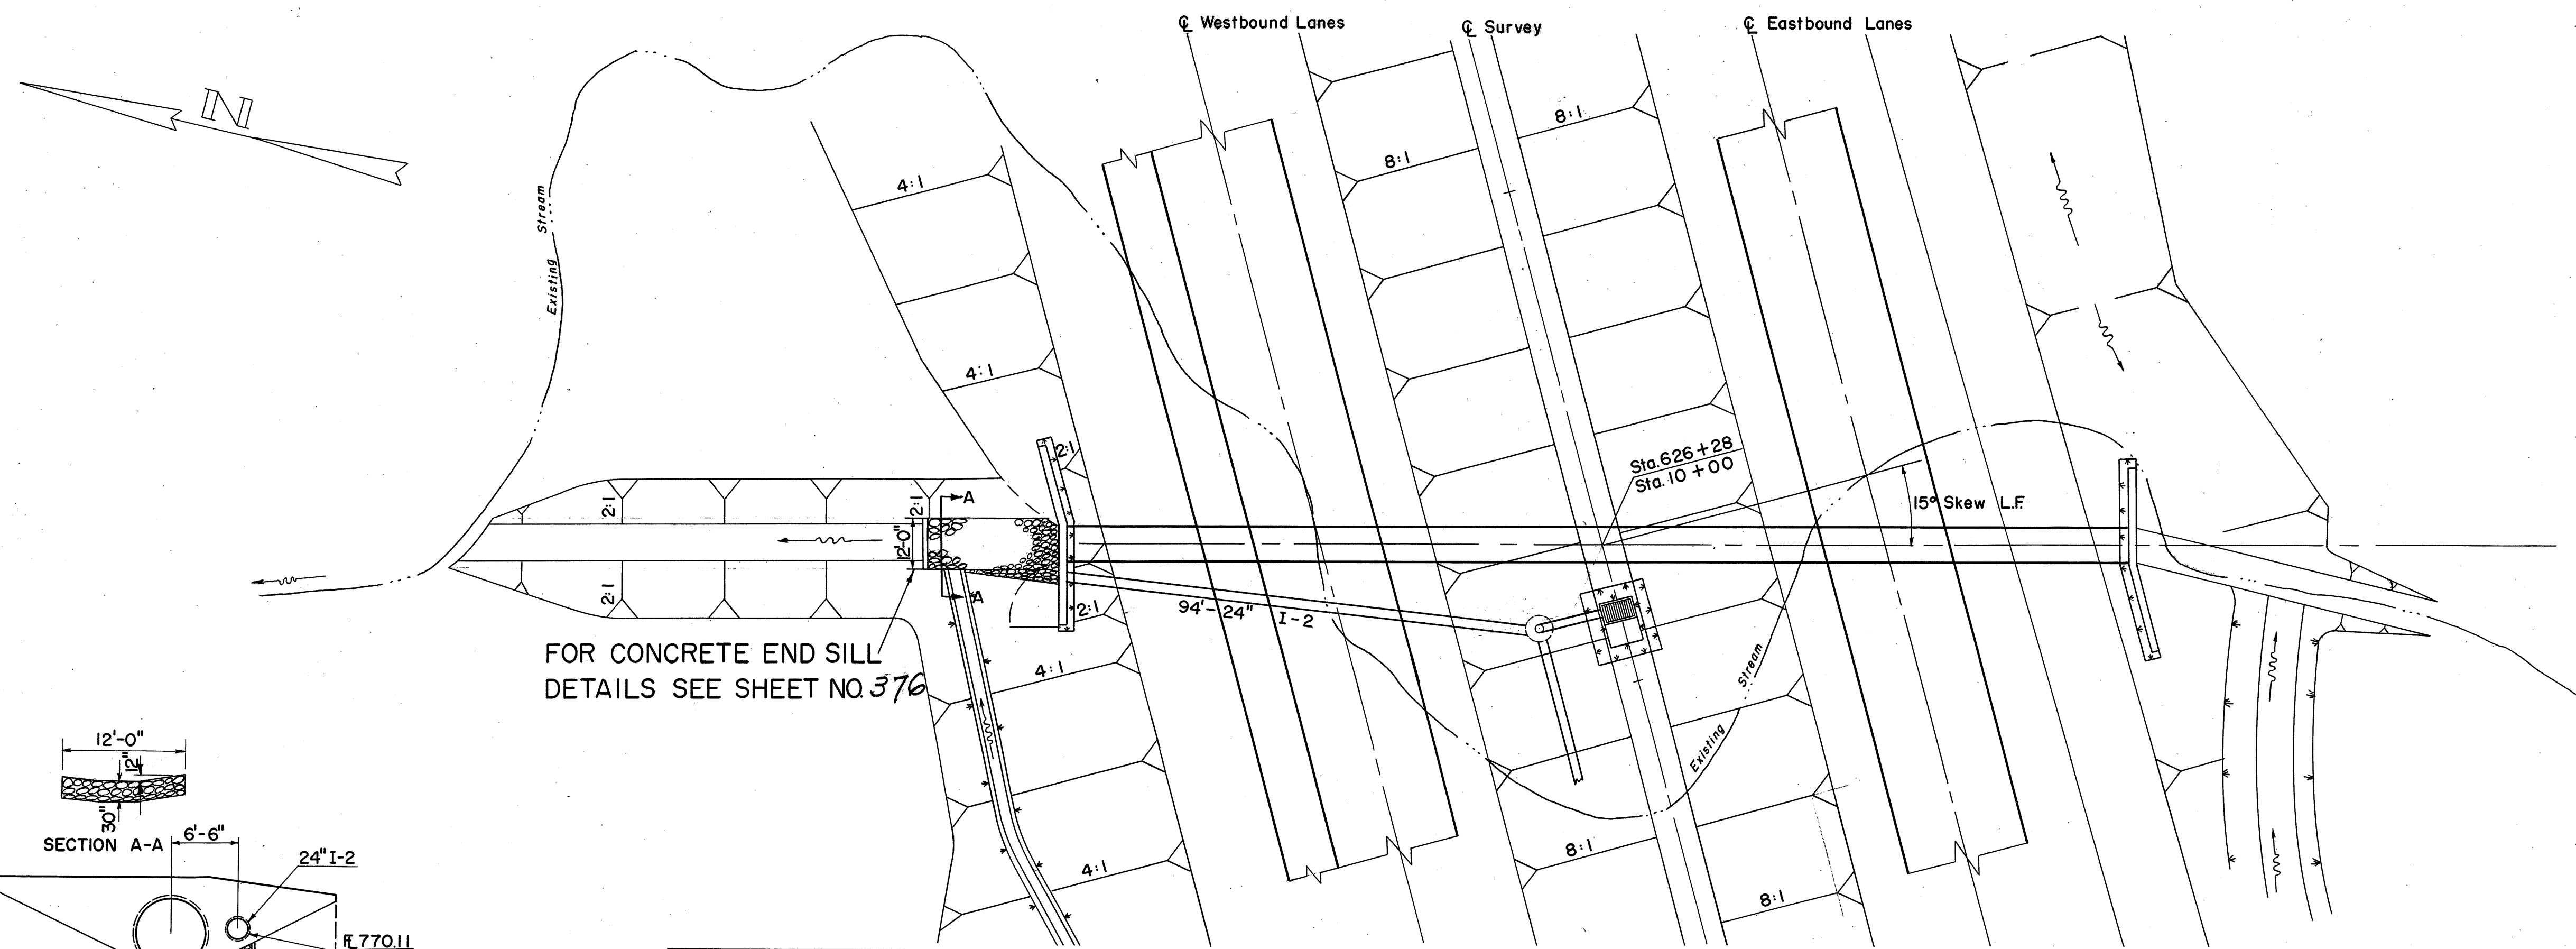 ℄ Westbound Lanes
℄ Survey
℄ Eastbound Lanes
N
Existing Stream
4:1
8:1
8:1
4:1
2:1
Sta. 626+28
Sta. 10+00
15° Skew L.F.
2:1
2:1
A
12'-0"
A
2:1
2:1
94'-24" I-2
FOR CONCRETE END SILL
DETAILS SEE SHEET NO. 376
4:1
Existing Stream
12'-0"
12"
30"
SECTION A-A
6'-6"
24" I-2
4:1
8:1
8:1
FL 770.11